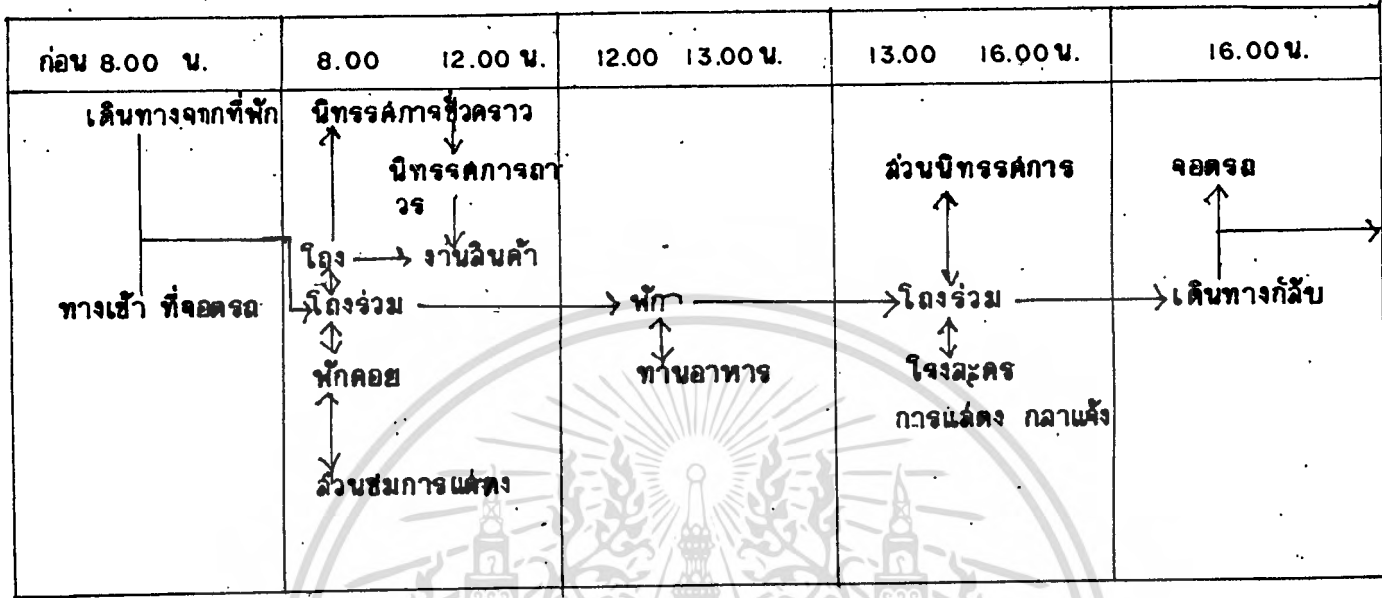 ก่อน 8.00 น.
8.00 12.00 น.
12.00 13.00 น.
13.00 16.00 น.
16.00 น.
เดินทางจากที่พัก
ทางเข้า ที่จอดรถ
นิทรรศการชั่วคราว
นิทรรศการถา
วร
โถง
งานสินค้า
โถงร่วม
พักคอย
ส่วนชมการแสดง
พัก
ทานอาหาร
ส่วนนิทรรศการ
โถงร่วม
โรงละคร
การแสดง กลางแจ้ง
จอดรถ
เดินทางกลับ